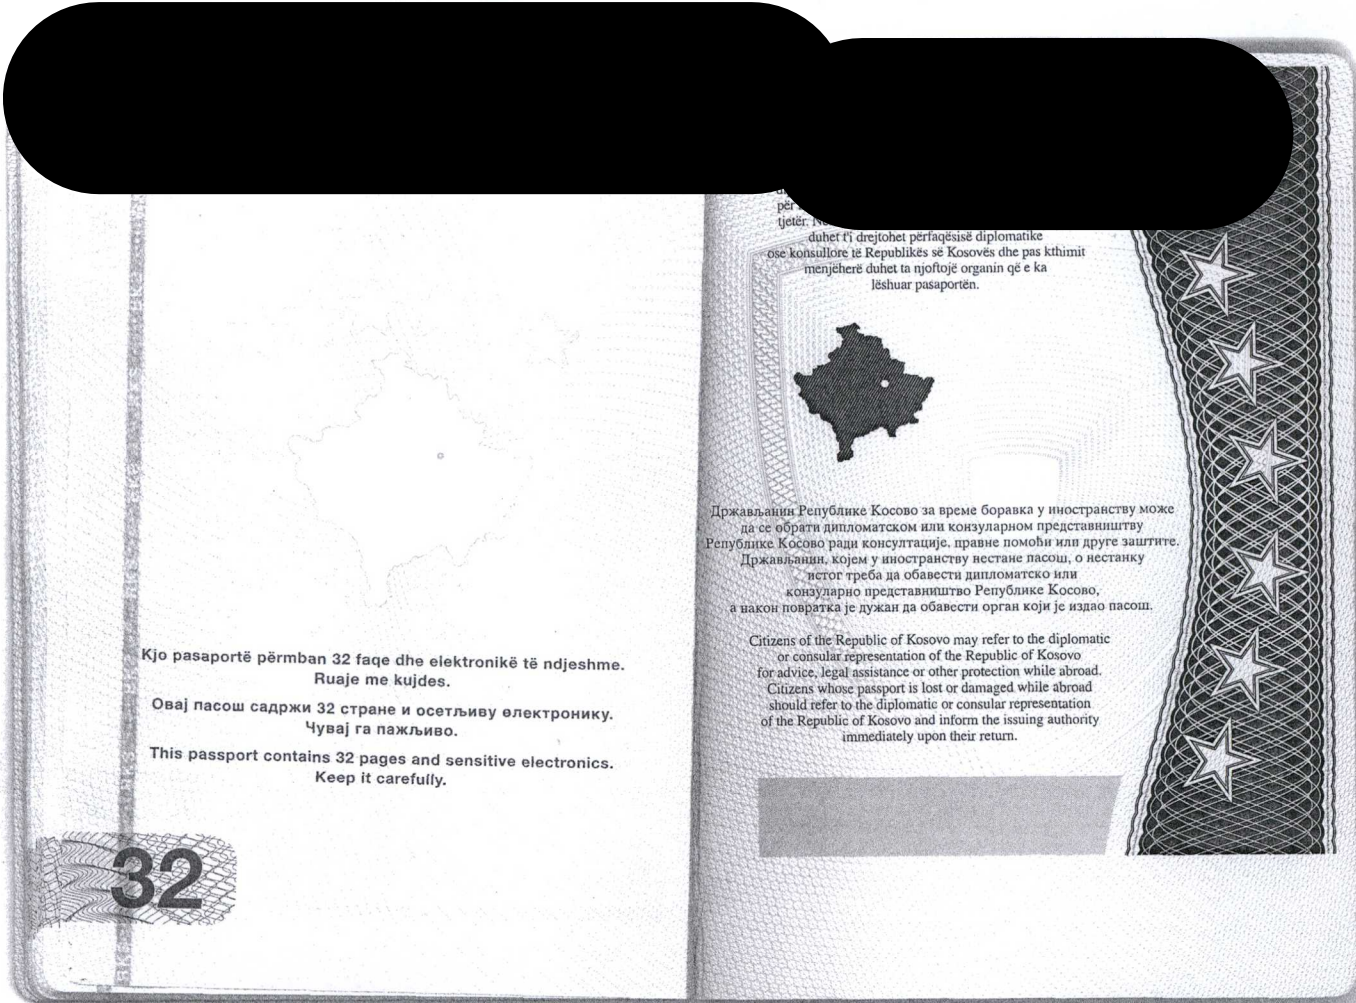 Kjo pasaportë përmban 32 faqe dhe elektronikë të ndjeshme.
Ruaje me kujdes.
Овај пасош садржи 32 стране и осетљиву електронику.
Чувај га пажљиво.
This passport contains 32 pages and sensitive electronics.
Keep it carefully.
32
për
tjetër.
duhet t'i drejtohet përfaqësisë diplomatike
ose konsullore të Republikës së Kosovës dhe pas kthimit
menjëherë duhet ta njoftojë organin që e ka
lëshuar pasaportën.
Држављанин Републике Косово за време боравка у иностранству може
да се обрати дипломатском или конзуларном представништву
Републике Косово ради консултације, правне помоћи или друге заштите.
Држављанин, којем у иностранству нестане пасош, о нестанку
истог треба да обавести дипломатско или
конзуларно представништво Републике Косово,
а након повратка је дужан да обавести орган који је издао пасош.
Citizens of the Republic of Kosovo may refer to the diplomatic
or consular representation of the Republic of Kosovo
for advice, legal assistance or other protection while abroad.
Citizens whose passport is lost or damaged while abroad
should refer to the diplomatic or consular representation
of the Republic of Kosovo and inform the issuing authority
immediately upon their return.